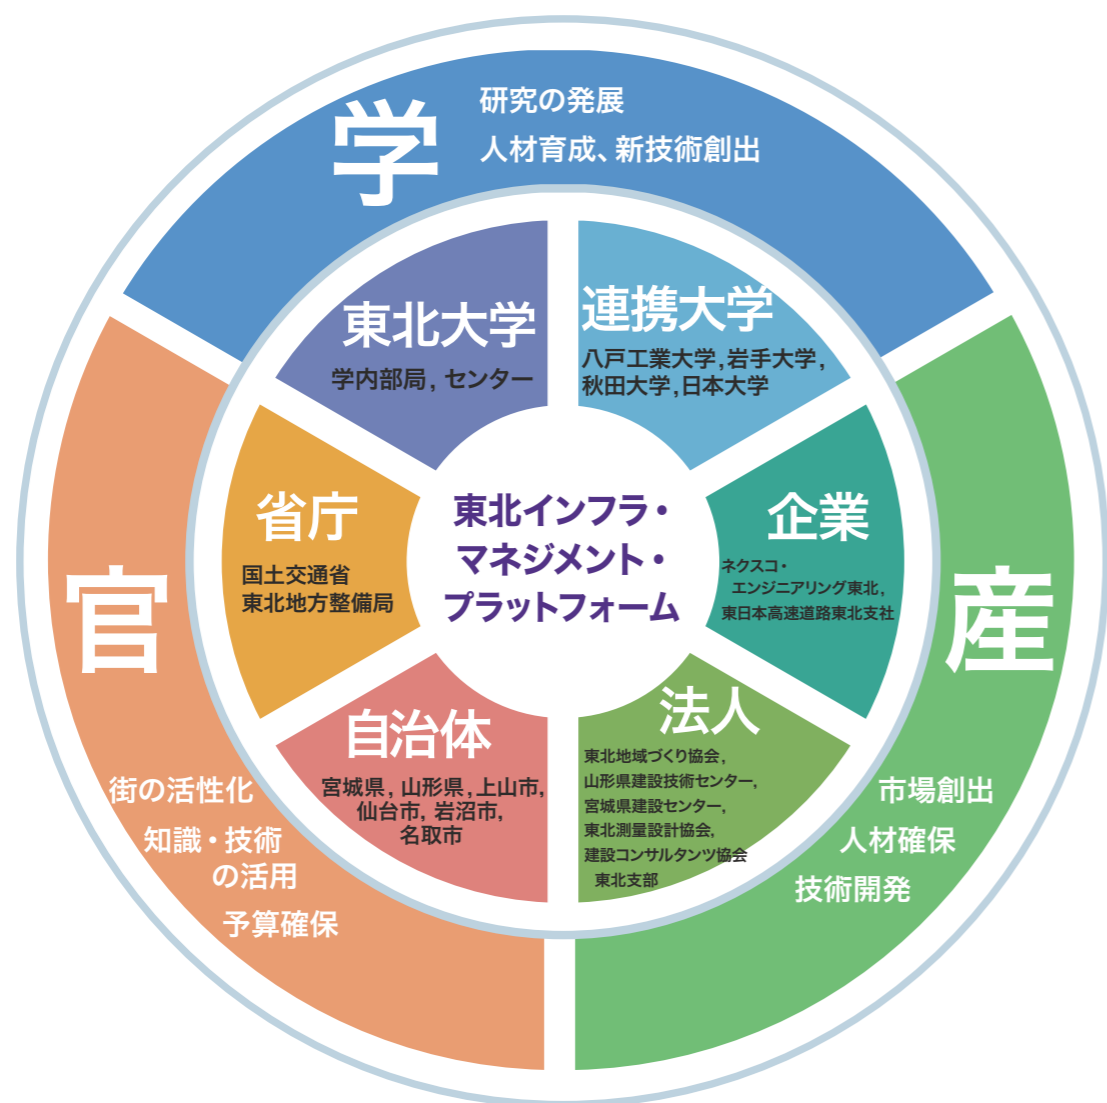 学
研究の発展
人材育成、新技術創出
東北大学
学内部局, センター
連携大学
八戸工業大学,岩手大学,
秋田大学,日本大学
省庁
国土交通省
東北地方整備局
東北インフラ・
マネジメント・
プラットフォーム
企業
ネクスコ・
エンジニアリング東北,
東日本高速道路東北支社
官
街の活性化
知識・技術
の活用
予算確保
自治体
宮城県, 山形県,上山市,
仙台市, 岩沼市,
名取市
法人
東北地域づくり協会,
山形県建設技術センター,
宮城県建設センター,
東北測量設計協会,
建設コンサルタンツ協会
東北支部
産
市場創出
人材確保
技術開発